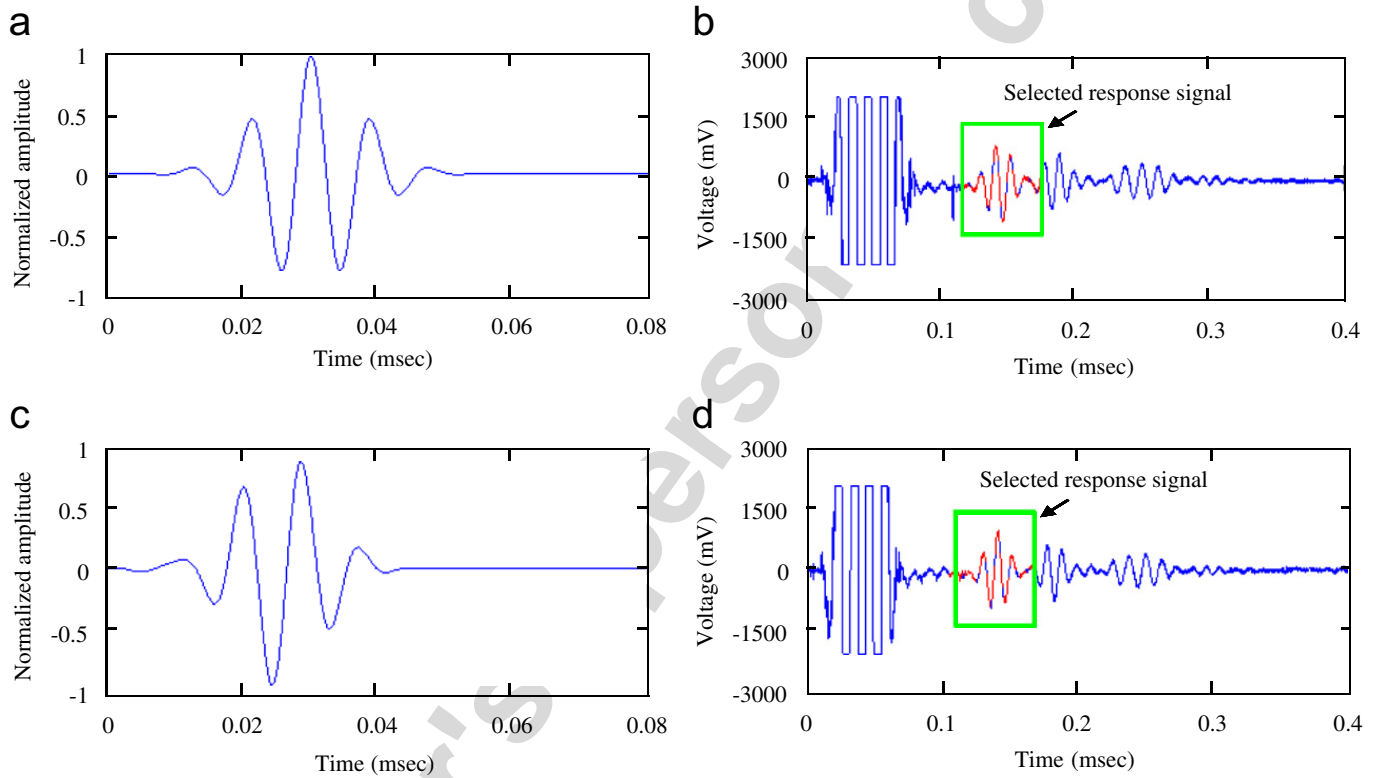 a
1
0.5
0
-0.5
-1
Normalized amplitude
0 0.02 0.04 0.06 0.08
Time (msec)
b
3000
1500
0
-1500
-3000
Voltage (mV)
Selected response signal
0 0.1 0.2 0.3 0.4
Time (msec)
c
1
0.5
0
-0.5
-1
Normalized amplitude
0 0.02 0.04 0.06 0.08
Time (msec)
d
3000
1500
0
-1500
-3000
Voltage (mV)
Selected response signal
0 0.1 0.2 0.3 0.4
Time (msec)
r's person